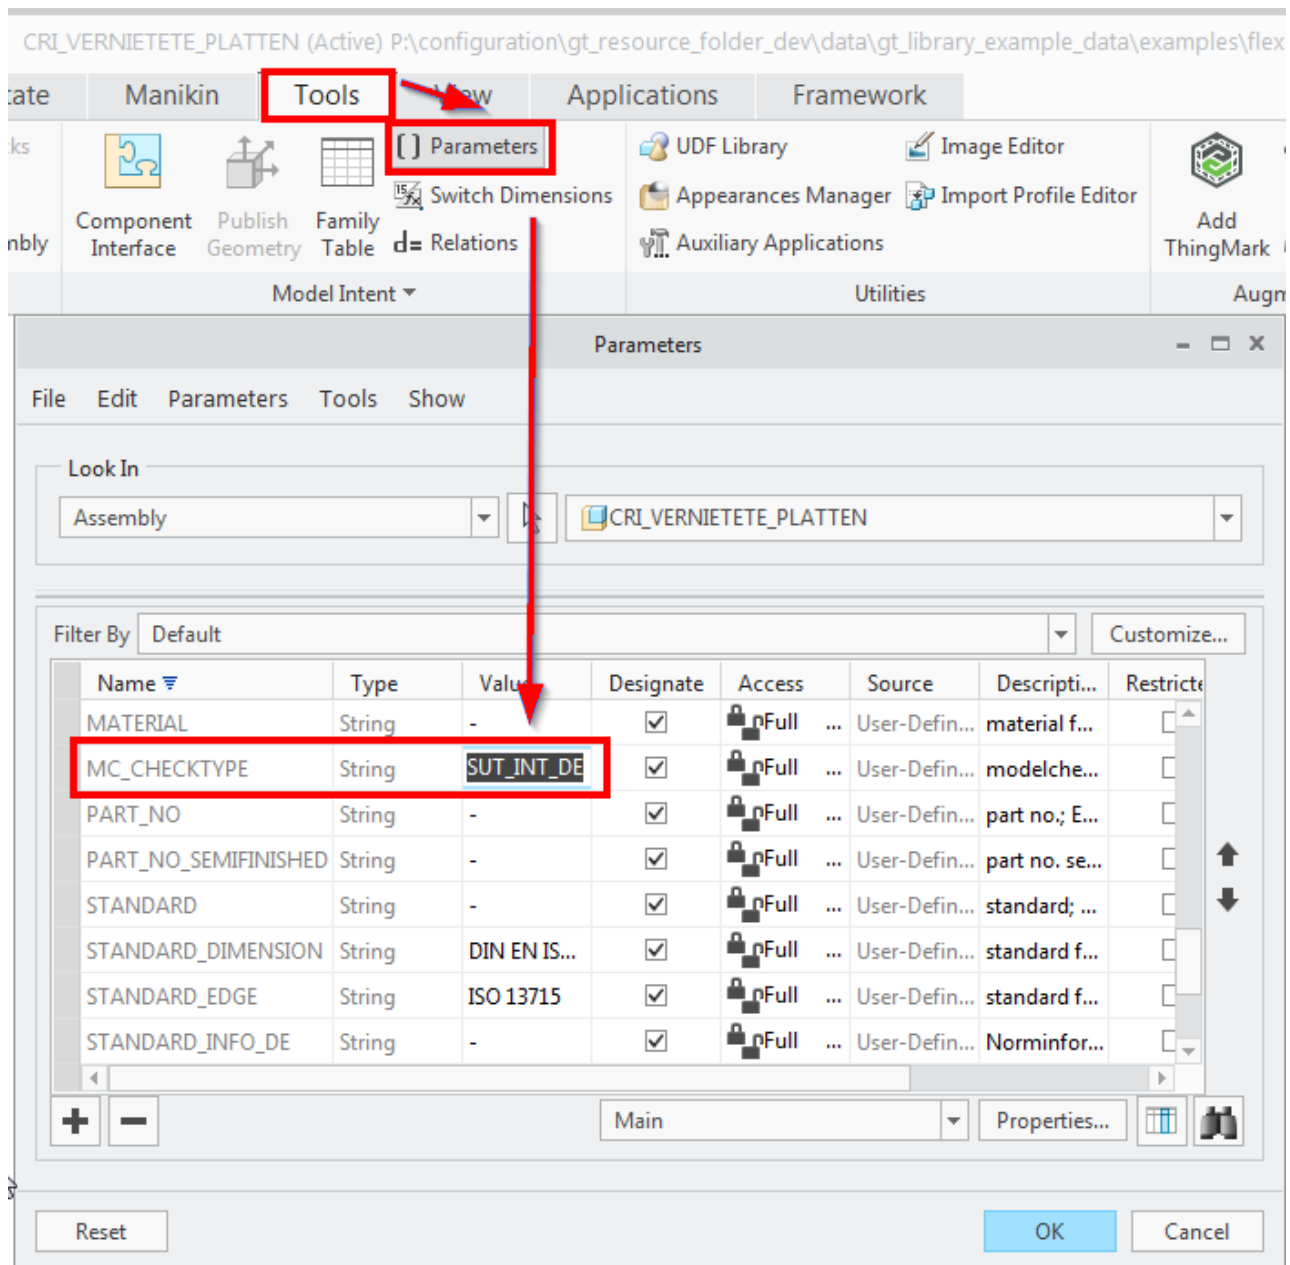 CRI_VERNIETETE_PLATTEN (Active) P:\configuration\gt_resource_folder_dev\data\gt_library_example_data\examples\flex
Manikin Tools View Applications Framework
Parameters UDF Library Image Editor
Switch Dimensions Appearances Manager Import Profile Editor
Component Publish Family Add
Interface Geometry Table d= Relations Auxiliary Applications ThingMark
Model Intent Utilities
Parameters
File Edit Parameters Tools Show
Look In
Assembly CRI_VERNIETETE_PLATTEN
Filter By Default Customize...
Name Type Value Designate Access Source Descripti... Restricte
MATERIAL String - Full ... User-Defin... material f...
MC_CHECKTYPE String SUT_INT_DE Full ... User-Defin... modelche...
PART_NO String - Full ... User-Defin... part no.; E...
PART_NO_SEMIFINISHED String - Full ... User-Defin... part no. se...
STANDARD String - Full ... User-Defin... standard; ...
STANDARD_DIMENSION String DIN EN IS... Full ... User-Defin... standard f...
STANDARD_EDGE String ISO 13715 Full ... User-Defin... standard f...
STANDARD_INFO_DE String - Full ... User-Defin... Norminfor...
Main Properties...
Reset OK Cancel